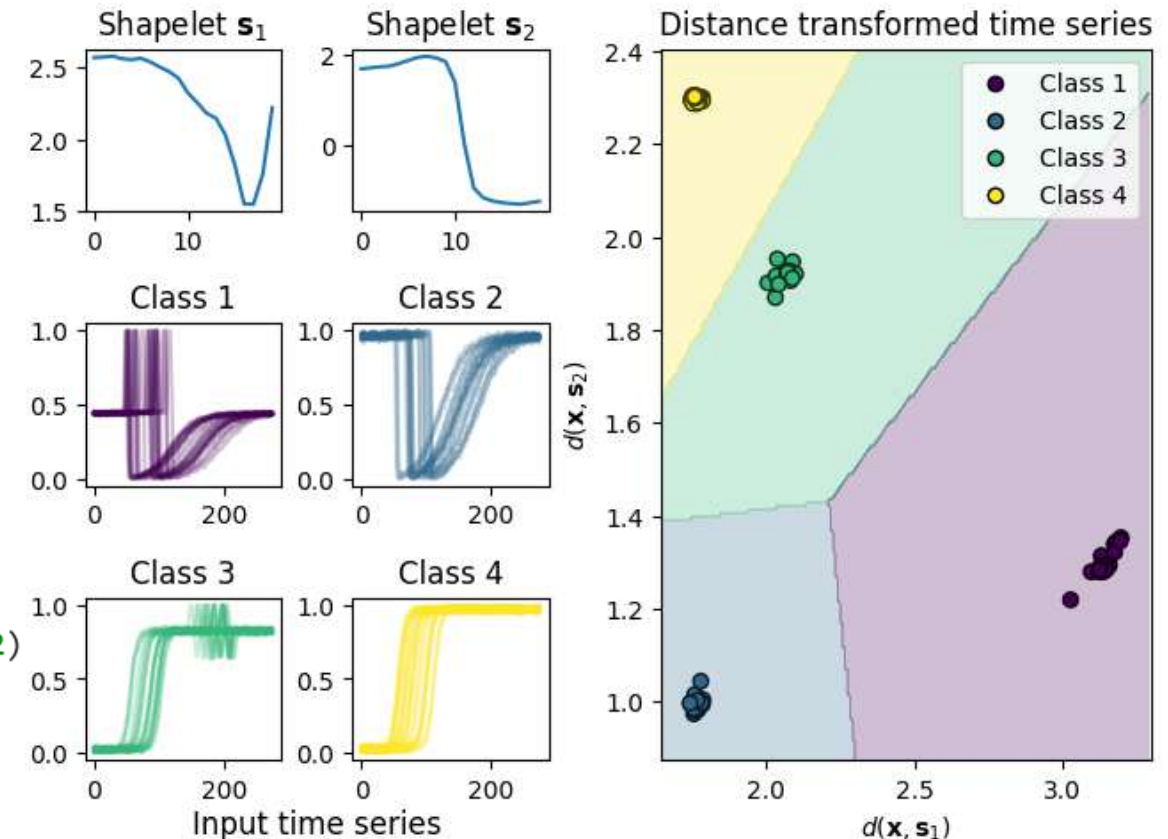 Shapelet s₁
2.5
2.0
1.5
0
10
Shapelet s₂
2
0
0
10
Class 1
1.0
0.5
0.0
0
200
Class 2
1.0
0.5
0.0
0
200
Class 3
1.0
0.5
0.0
0
200
Class 4
1.0
0.5
0.0
0
200
Input time series
2)
Distance transformed time series
Class 1
Class 2
Class 3
Class 4
2.4
2.2
2.0
1.8
1.6
1.4
1.2
1.0
d(x, s₂)
2.0
2.5
3.0
d(x, s₁)